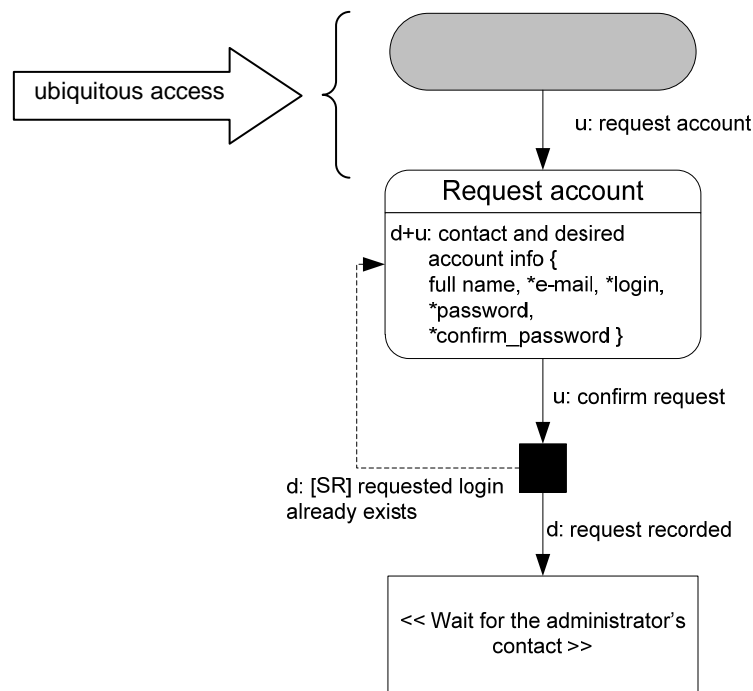 ubiquitous access
u: request account
Request account
d+u: contact and desired
account info {
full name, *e-mail, *login,
*password,
*confirm_password }
u: confirm request
d: [SR] requested login
already exists
d: request recorded
<< Wait for the administrator's
contact >>